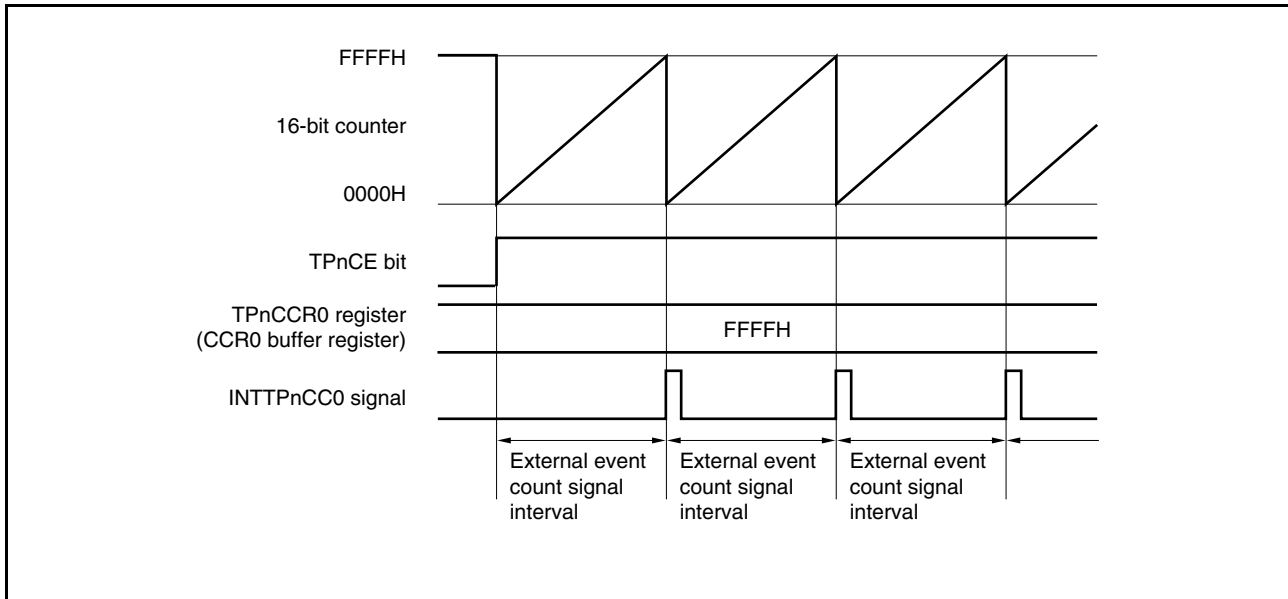 FFFFH
16-bit counter
0000H
TPnCE bit
TPnCCR0 register
(CCR0 buffer register)
FFFFH
INTTPnCC0 signal
External event
count signal
interval
External event
count signal
interval
External event
count signal
interval